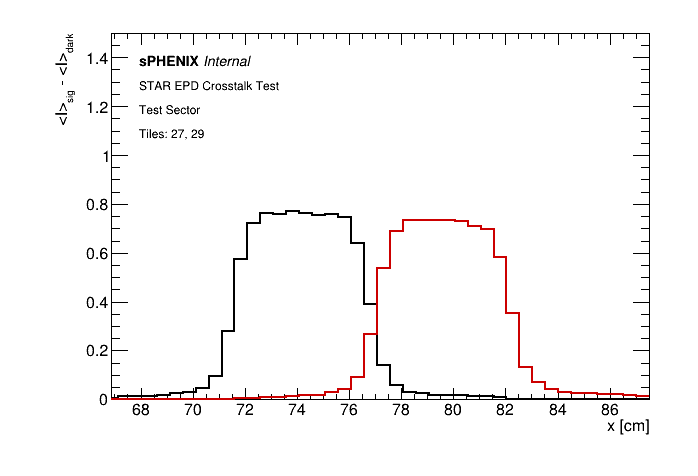 <I>sig - <I>dark
1.4
1.2
1
0.8
0.6
0.4
0.2
0
sPHENIX Internal
STAR EPD Crosstalk Test
Test Sector
Tiles: 27, 29
68 70 72 74 76 78 80 82 84 86
x [cm]